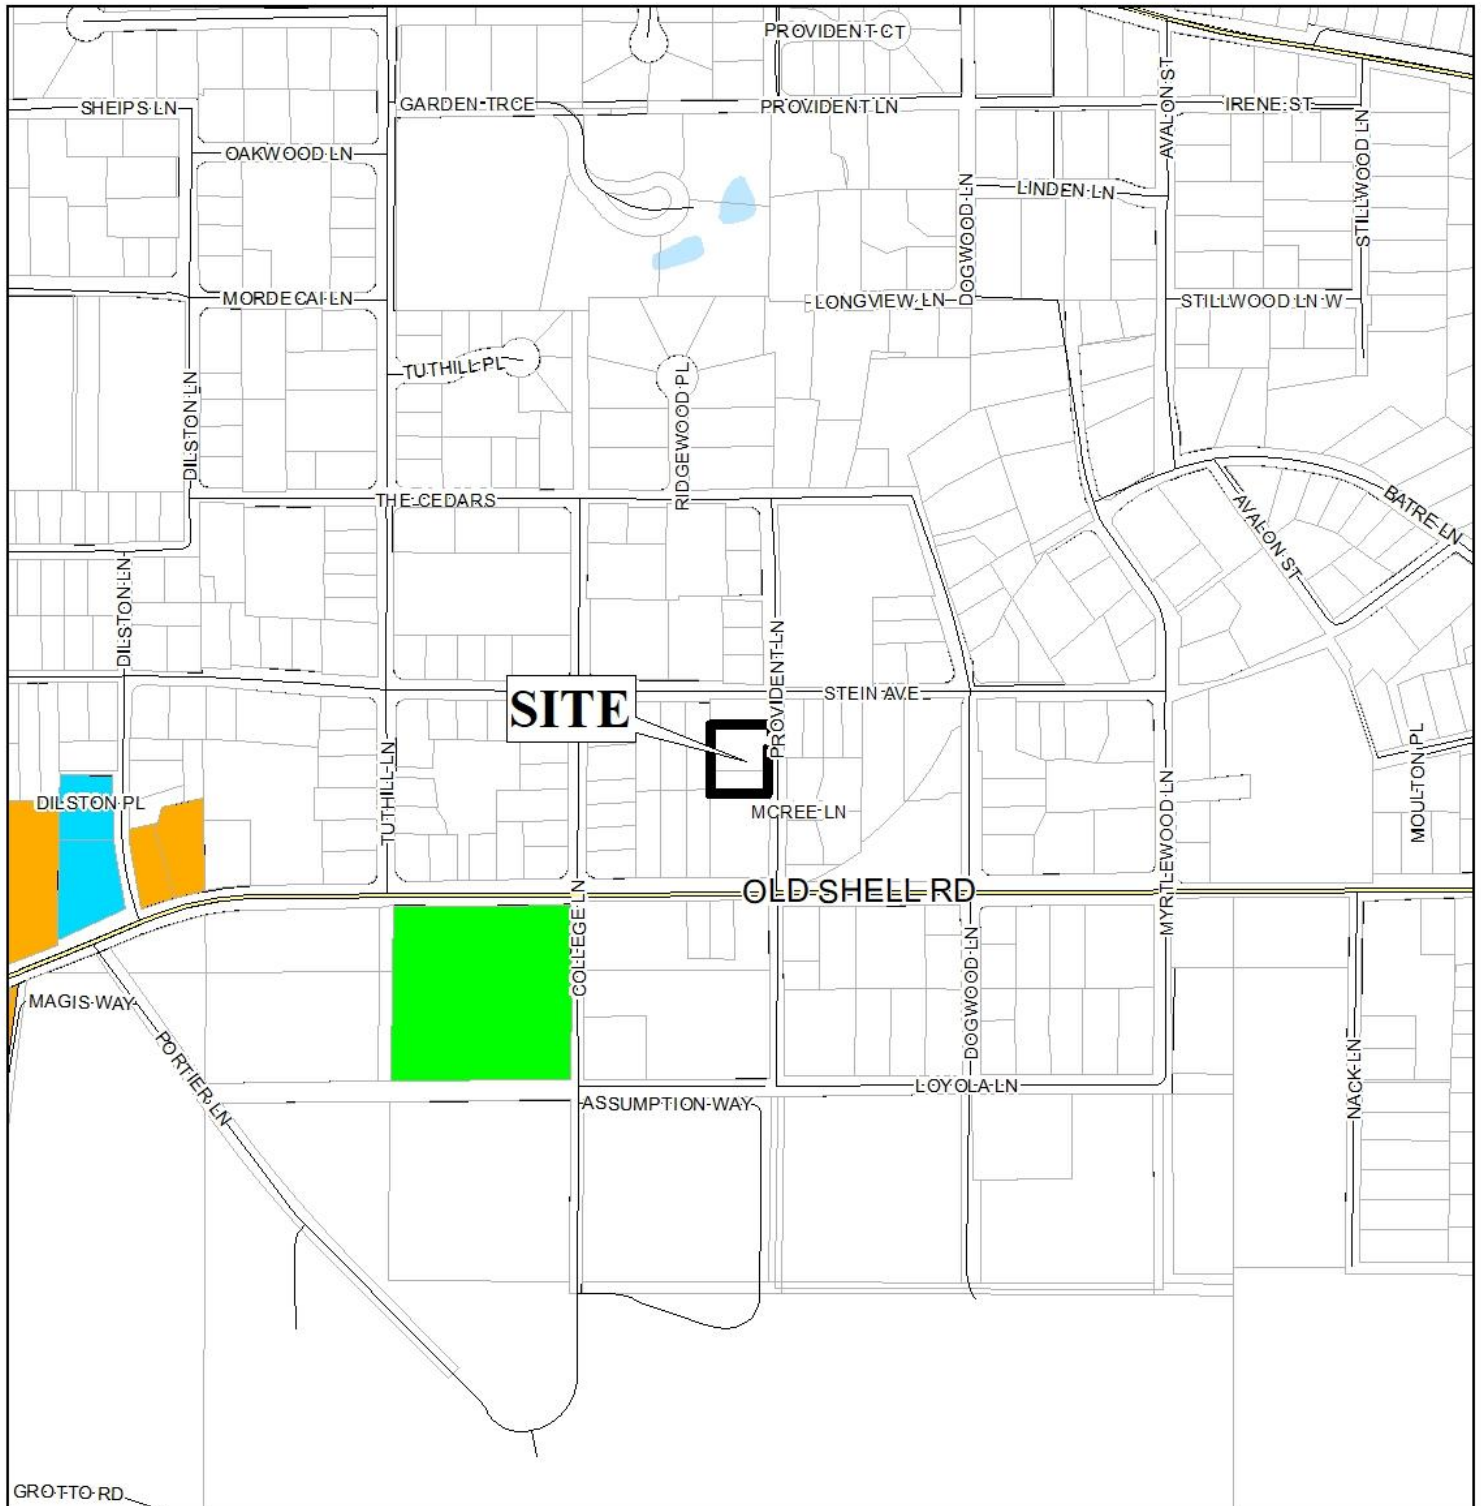 PROVIDENT CT
SHEIPS LN
GARDEN TRCE
PROVIDENT LN
AVALON ST
IRENE ST
OAKWOOD LN
LINDEN LN
DOGWOOD LN
STILLWOOD LN
MORDECAI LN
LONGVIEW LN
STILLWOOD LN W
TUTHILL PL
RIDGEWOOD PL
DILSTON LN
THE CEDARS
AVALON ST
BATRE LN
DILSTON LN
PROVIDENT LN
SITE
STEIN AVE
TUTHILL LN
DILSTON PL
MCREE LN
MYRTLEWOOD LN
MOULTON PL
OLD SHELL RD
COLLEGE LN
DOGWOOD LN
MAGIS WAY
PORTIER LN
NACK LN
LOYOLA LN
ASSUMPTION WAY
GROTTO RD